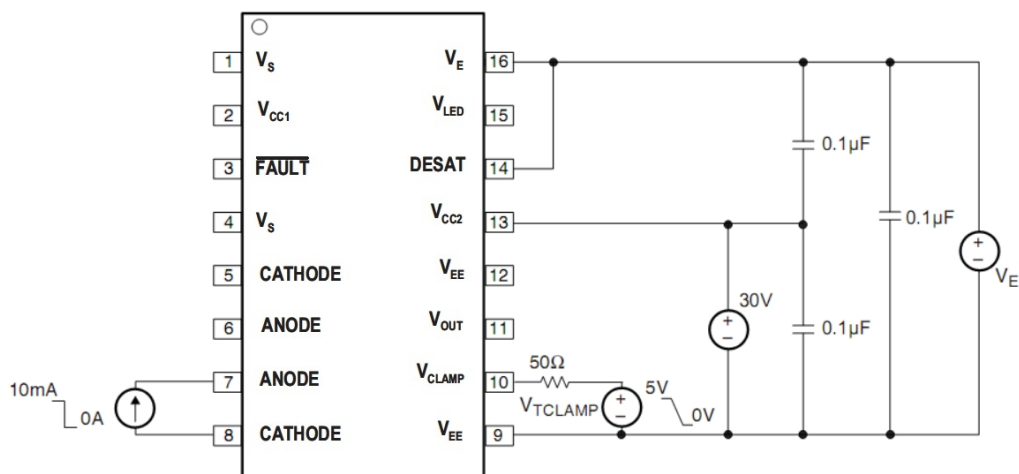 1 V_S V_E 16
2 V_CC1 V_LED 15
3 FAULT DESAT 14
4 V_S V_CC2 13
5 CATHODE V_EE 12
6 ANODE V_OUT 11
7 ANODE V_CLAMP 10
8 CATHODE V_EE 9
10mA
0A
50Ω
V_TCLAMP
+
−
5V
0V
30V
+
−
0.1μF
0.1μF
0.1μF
+
−
V_E